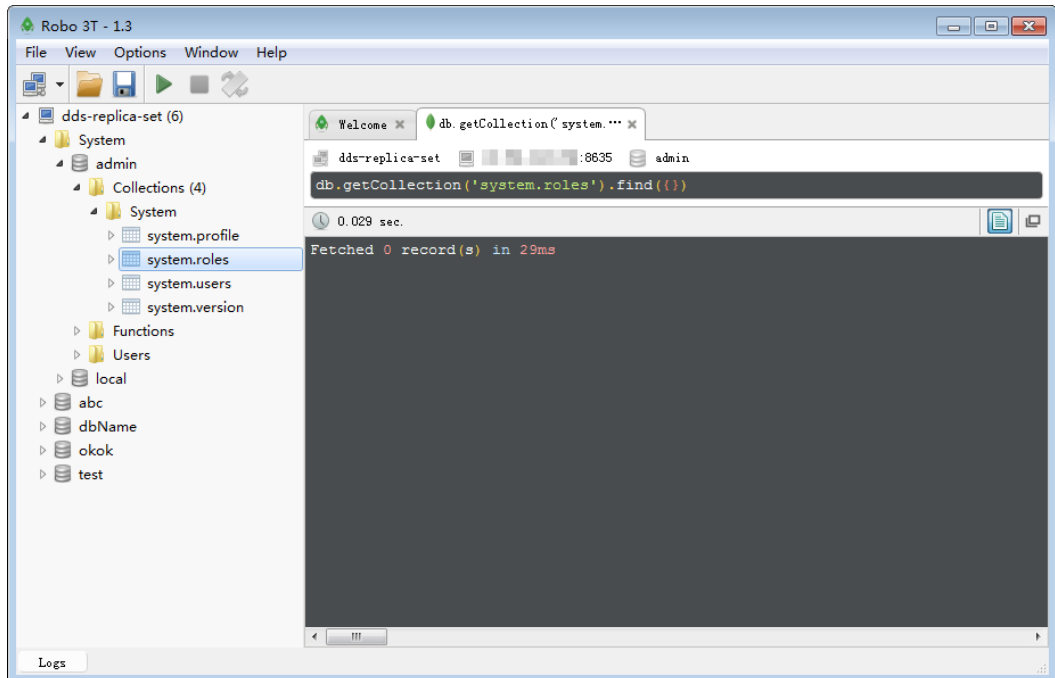 Robo 3T - 1.3
File View Options Window Help
dds-replica-set (6)
System
admin
Collections (4)
System
system.profile
system.roles
system.users
system.version
Functions
Users
local
abc
dbName
okok
test
Welcome db.getCollection('system.…
dds-replica-set :8635 admin
db.getCollection('system.roles').find({})
0.029 sec.
Fetched 0 record(s) in 29ms
Logs